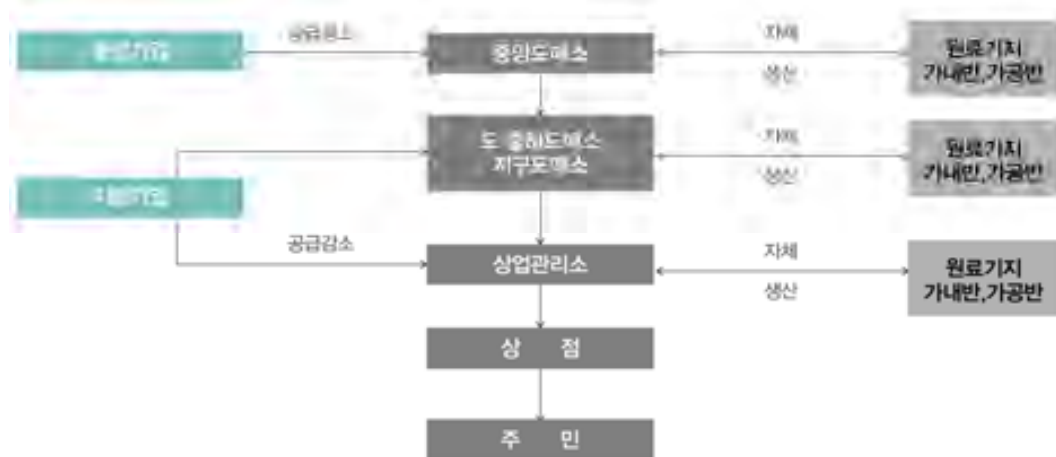 공급감소
중앙도매소
자체
생산
원료기지
가내반,가공반
도 출하도매소
지구도매소
자체
생산
원료기지
가내반,가공반
공급감소
상업관리소
자체
생산
원료기지
가내반,가공반
상 점
주 민